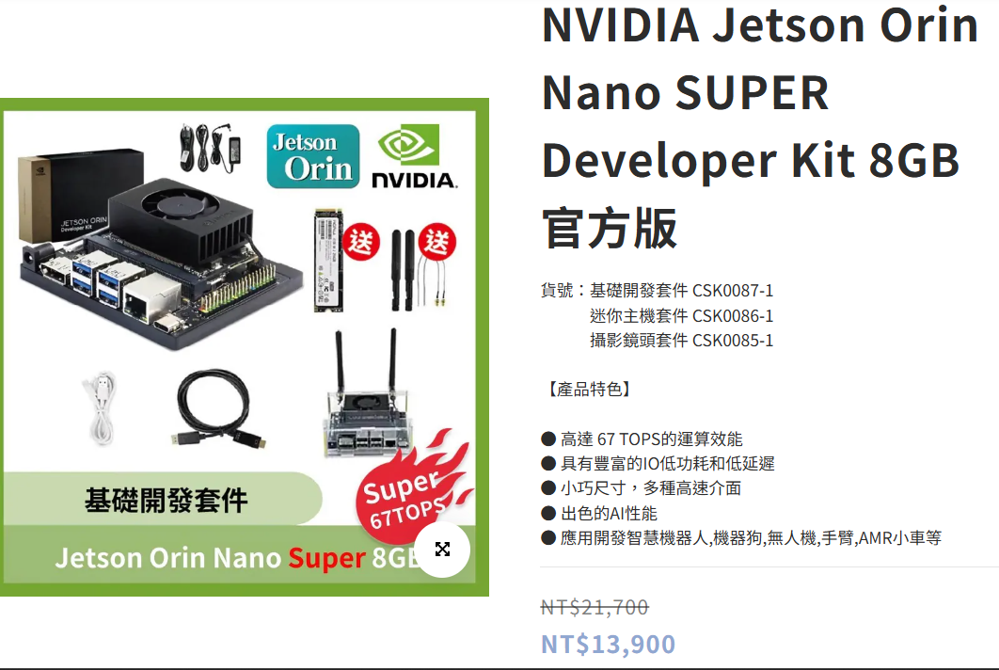 NVIDIA Jetson Orin
Nano SUPER
Developer Kit 8GB
官方版
貨號：基礎開發套件 CSK0087-1
迷你主機套件 CSK0086-1
攝影鏡頭套件 CSK0085-1
【產品特色】
● 高達 67 TOPS的運算效能
● 具有豐富的IO低功耗和低延遲
● 小巧尺寸，多種高速介面
● 出色的AI性能
● 應用開發智慧機器人,機器狗,無人機,手臂,AMR小車等
NT$21,700
NT$13,900
Jetson
Orin
NVIDIA.
JETSON ORIN
Developer Kit
送
送
Super
67TOPS
基礎開發套件
Jetson Orin Nano Super 8GB